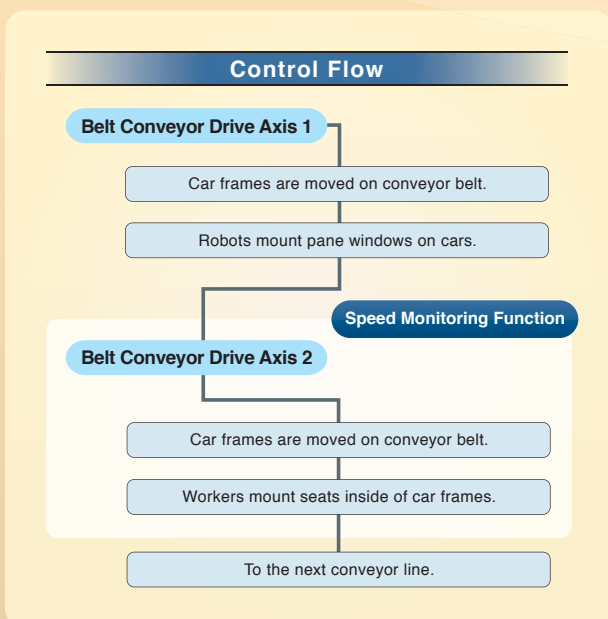 Control Flow
Belt Conveyor Drive Axis 1
Car frames are moved on conveyor belt.
Robots mount pane windows on cars.
Speed Monitoring Function
Belt Conveyor Drive Axis 2
Car frames are moved on conveyor belt.
Workers mount seats inside of car frames.
To the next conveyor line.